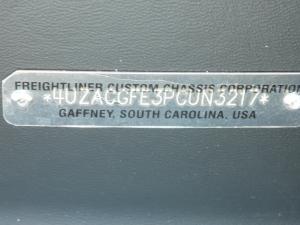 FREIGHTLINER CUSTOM CHASSIS CORPORATION
*4UZACGFE3PCUN3217*
GAFFNEY, SOUTH CAROLINA, USA